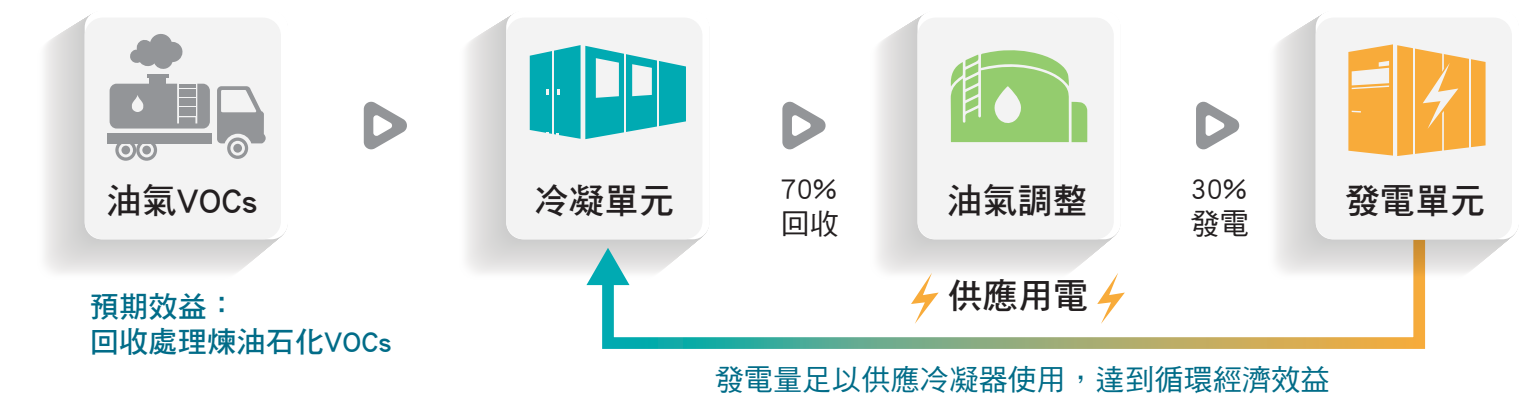 油氣VOCs
冷凝單元
70%
回收
油氣調整
30%
發電
發電單元
供應用電
預期效益：
回收處理煉油石化VOCs
發電量足以供應冷凝器使用，達到循環經濟效益